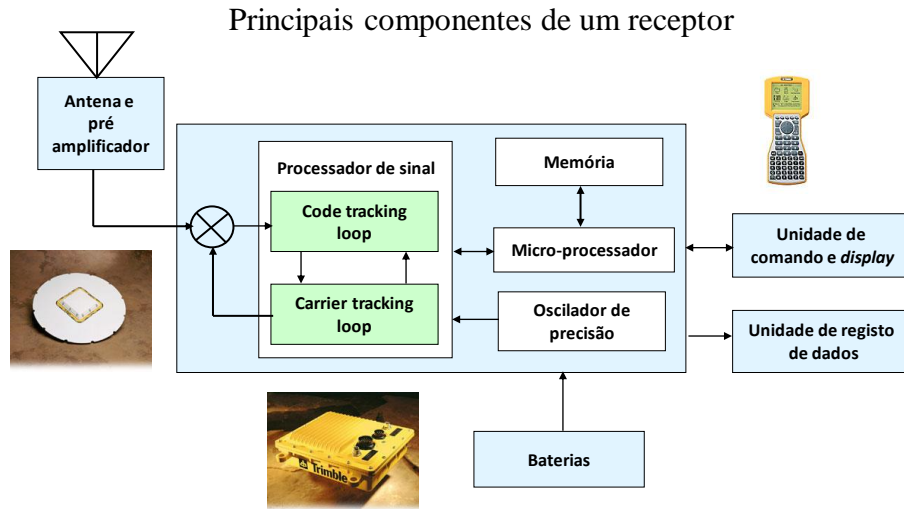 Principais componentes de um receptor
Antena e
pré
amplificador
Processador de sinal
Code tracking
loop
Carrier tracking
loop
Memória
Micro-processador
Oscilador de
precisão
Unidade de
comando e display
Unidade de registo
de dados
Baterias
Trimble